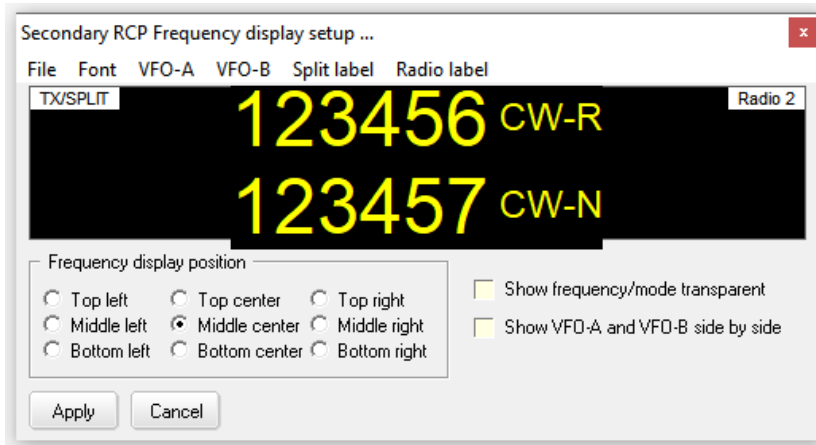 Secondary RCP Frequency display setup ...
x
File Font VFO-A VFO-B Split label Radio label
TX/SPLIT 123456 CW-R Radio 2
123457 CW-N
Frequency display position
Top left Top center Top right
Middle left Middle center Middle right
Bottom left Bottom center Bottom right
Show frequency/mode transparent
Show VFO-A and VFO-B side by side
Apply Cancel